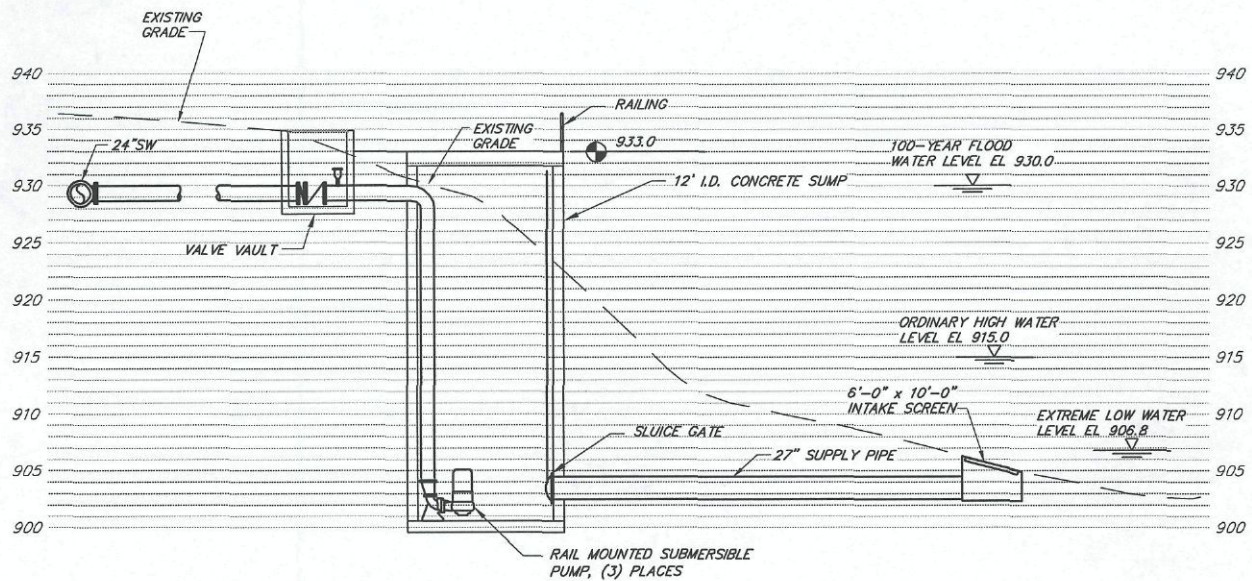 EXISTING
GRADE
940
940
RAILING
935
935
EXISTING
GRADE
933.0
24"SW
100-YEAR FLOOD
WATER LEVEL EL 930.0
930
930
12' I.D. CONCRETE SUMP
VALVE VAULT
925
925
920
920
ORDINARY HIGH WATER
LEVEL EL 915.0
915
915
6'-0" x 10'-0"
INTAKE SCREEN
910
910
EXTREME LOW WATER
LEVEL EL 906.8
SLUICE GATE
27" SUPPLY PIPE
905
905
900
900
RAIL MOUNTED SUBMERSIBLE
PUMP, (3) PLACES